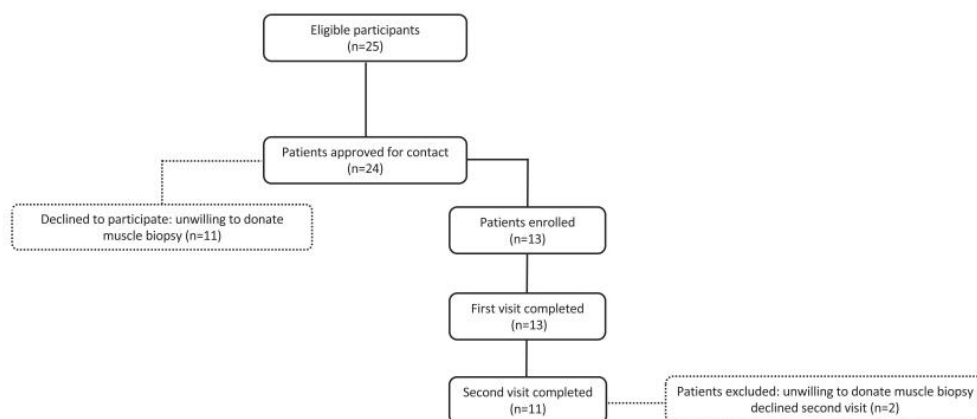 Eligible participants
(n=25)
Patients approved for contact
(n=24)
Declined to participate: unwilling to donate
muscle biopsy (n=11)
Patients enrolled
(n=13)
First visit completed
(n=13)
Second visit completed
(n=11)
Patients excluded: unwilling to donate muscle biopsy
declined second visit (n=2)